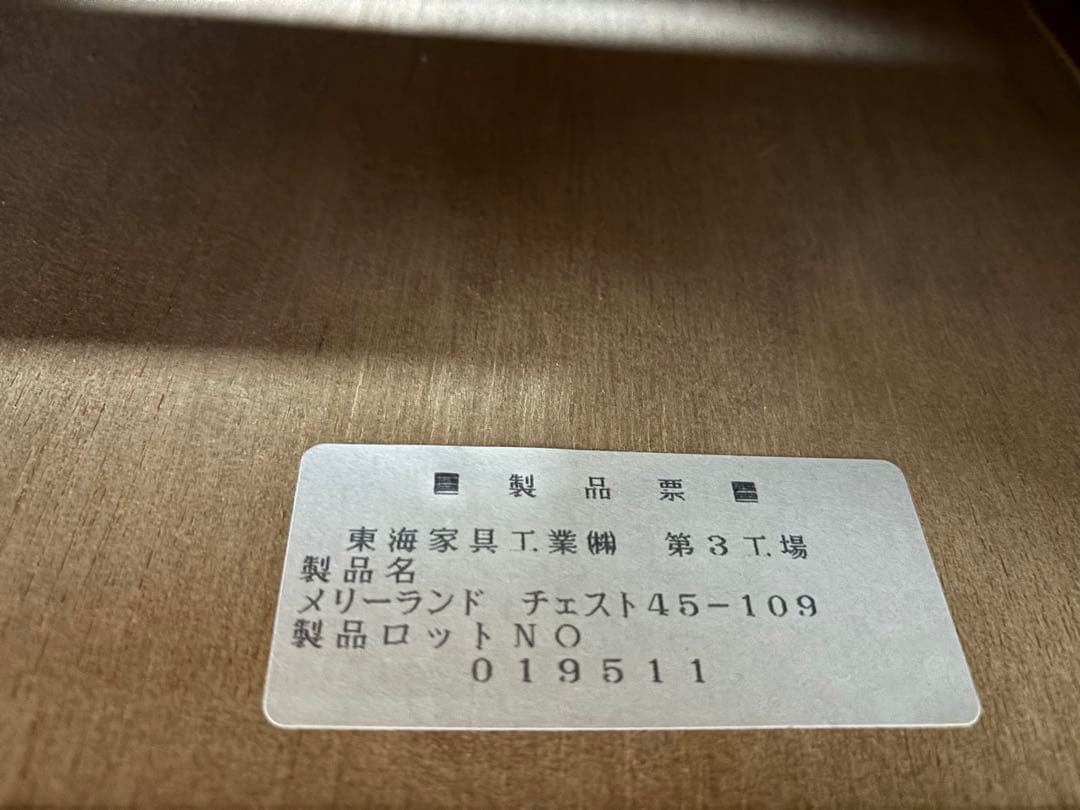 製品票
東海家具工業㈱ 第3工場
製品名
メリーランド チェスト45-109
製品ロットNO
019511